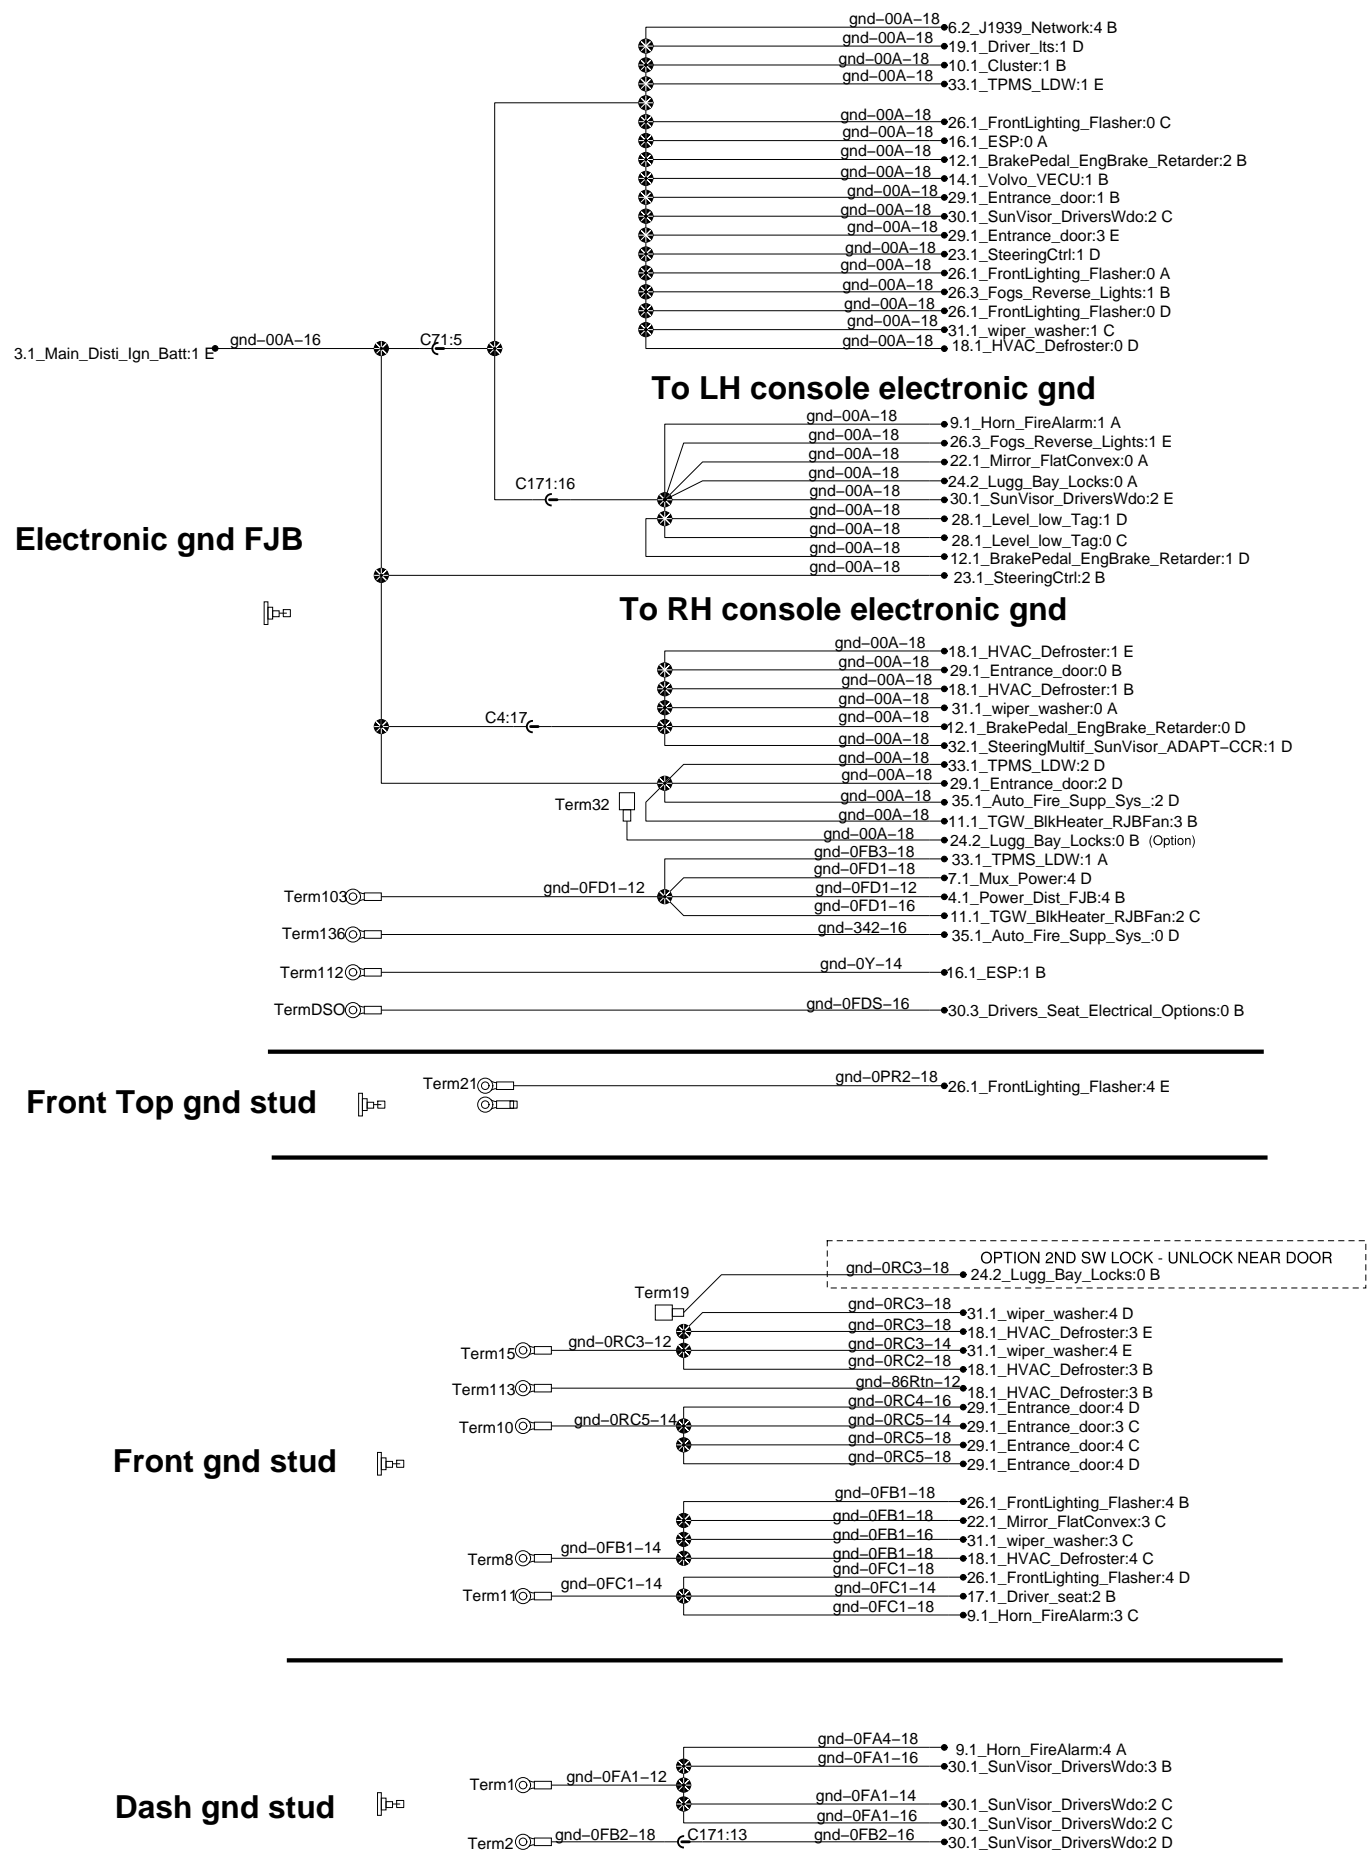 gnd–00A–18 6.2_J1939_Network:4 B
gnd–00A–18 19.1_Driver_lts:1 D
gnd–00A–18 10.1_Cluster:1 B
gnd–00A–18 33.1_TPMS_LDW:1 E
gnd–00A–18 26.1_FrontLighting_Flasher:0 C
gnd–00A–18 16.1_ESP:0 A
gnd–00A–18 12.1_BrakePedal_EngBrake_Retarder:2 B
gnd–00A–18 14.1_Volvo_VECU:1 B
gnd–00A–18 29.1_Entrance_door:1 B
gnd–00A–18 30.1_SunVisor_DriversWdo:2 C
gnd–00A–18 29.1_Entrance_door:3 E
gnd–00A–18 23.1_SteeringCtrl:1 D
gnd–00A–18 26.1_FrontLighting_Flasher:0 A
gnd–00A–18 26.3_Fogs_Reverse_Lights:1 B
gnd–00A–18 26.1_FrontLighting_Flasher:0 D
gnd–00A–18 31.1_wiper_washer:1 C
3.1_Main_Disti_Ign_Batt:1 E gnd–00A–16 C71:5 gnd–00A–18 18.1_HVAC_Defroster:0 D
To LH console electronic gnd
gnd–00A–18 9.1_Horn_FireAlarm:1 A
gnd–00A–18 26.3_Fogs_Reverse_Lights:1 E
gnd–00A–18 22.1_Mirror_FlatConvex:0 A
gnd–00A–18 24.2_Lugg_Bay_Locks:0 A
C171:16 gnd–00A–18 30.1_SunVisor_DriversWdo:2 E
gnd–00A–18 28.1_Level_low_Tag:1 D
gnd–00A–18 28.1_Level_low_Tag:0 C
Electronic gnd FJB
gnd–00A–18 12.1_BrakePedal_EngBrake_Retarder:1 D
gnd–00A–18 23.1_SteeringCtrl:2 B
To RH console electronic gnd
gnd–00A–18 18.1_HVAC_Defroster:1 E
gnd–00A–18 29.1_Entrance_door:0 B
gnd–00A–18 18.1_HVAC_Defroster:1 B
gnd–00A–18 31.1_wiper_washer:0 A
C4:17 gnd–00A–18 12.1_BrakePedal_EngBrake_Retarder:0 D
gnd–00A–18 32.1_SteeringMultif_SunVisor_ADAPT–CCR:1 D
gnd–00A–18 33.1_TPMS_LDW:2 D
gnd–00A–18 29.1_Entrance_door:2 D
Term32 gnd–00A–18 35.1_Auto_Fire_Supp_Sys_:2 D
gnd–00A–18 11.1_TGW_BlkHeater_RJBFan:3 B
gnd–00A–18 24.2_Lugg_Bay_Locks:0 B (Option)
gnd–0FB3–18 33.1_TPMS_LDW:1 A
gnd–0FD1–18 7.1_Mux_Power:4 D
Term103 gnd–0FD1–12 gnd–0FD1–12 4.1_Power_Dist_FJB:4 B
gnd–0FD1–16 11.1_TGW_BlkHeater_RJBFan:2 C
Term136 gnd–342–16 35.1_Auto_Fire_Supp_Sys_:0 D
Term112 gnd–0Y–14 16.1_ESP:1 B
TermDSO gnd–0FDS–16 30.3_Drivers_Seat_Electrical_Options:0 B
Term21 gnd–0PR2–18 26.1_FrontLighting_Flasher:4 E
Front Top gnd stud
OPTION 2ND SW LOCK - UNLOCK NEAR DOOR
gnd–0RC3–18 24.2_Lugg_Bay_Locks:0 B
Term19
gnd–0RC3–18 31.1_wiper_washer:4 D
gnd–0RC3–18 18.1_HVAC_Defroster:3 E
Term15 gnd–0RC3–12 gnd–0RC3–14 31.1_wiper_washer:4 E
gnd–0RC2–18 18.1_HVAC_Defroster:3 B
Term113 gnd–86Rtn–12 18.1_HVAC_Defroster:3 B
gnd–0RC4–16 29.1_Entrance_door:4 D
Term10 gnd–0RC5–14 gnd–0RC5–14 29.1_Entrance_door:3 C
gnd–0RC5–18 29.1_Entrance_door:4 C
Front gnd stud
gnd–0RC5–18 29.1_Entrance_door:4 D
gnd–0FB1–18 26.1_FrontLighting_Flasher:4 B
gnd–0FB1–18 22.1_Mirror_FlatConvex:3 C
gnd–0FB1–16 31.1_wiper_washer:3 C
Term8 gnd–0FB1–14 gnd–0FB1–18 18.1_HVAC_Defroster:4 C
gnd–0FC1–18 26.1_FrontLighting_Flasher:4 D
Term11 gnd–0FC1–14 gnd–0FC1–14 17.1_Driver_seat:2 B
gnd–0FC1–18 9.1_Horn_FireAlarm:3 C
gnd–0FA4–18 9.1_Horn_FireAlarm:4 A
gnd–0FA1–16 30.1_SunVisor_DriversWdo:3 B
Term1 gnd–0FA1–12
Dash gnd stud
gnd–0FA1–14 30.1_SunVisor_DriversWdo:2 C
gnd–0FA1–16 30.1_SunVisor_DriversWdo:2 C
Term2 gnd–0FB2–18 C171:13 gnd–0FB2–16 30.1_SunVisor_DriversWdo:2 D